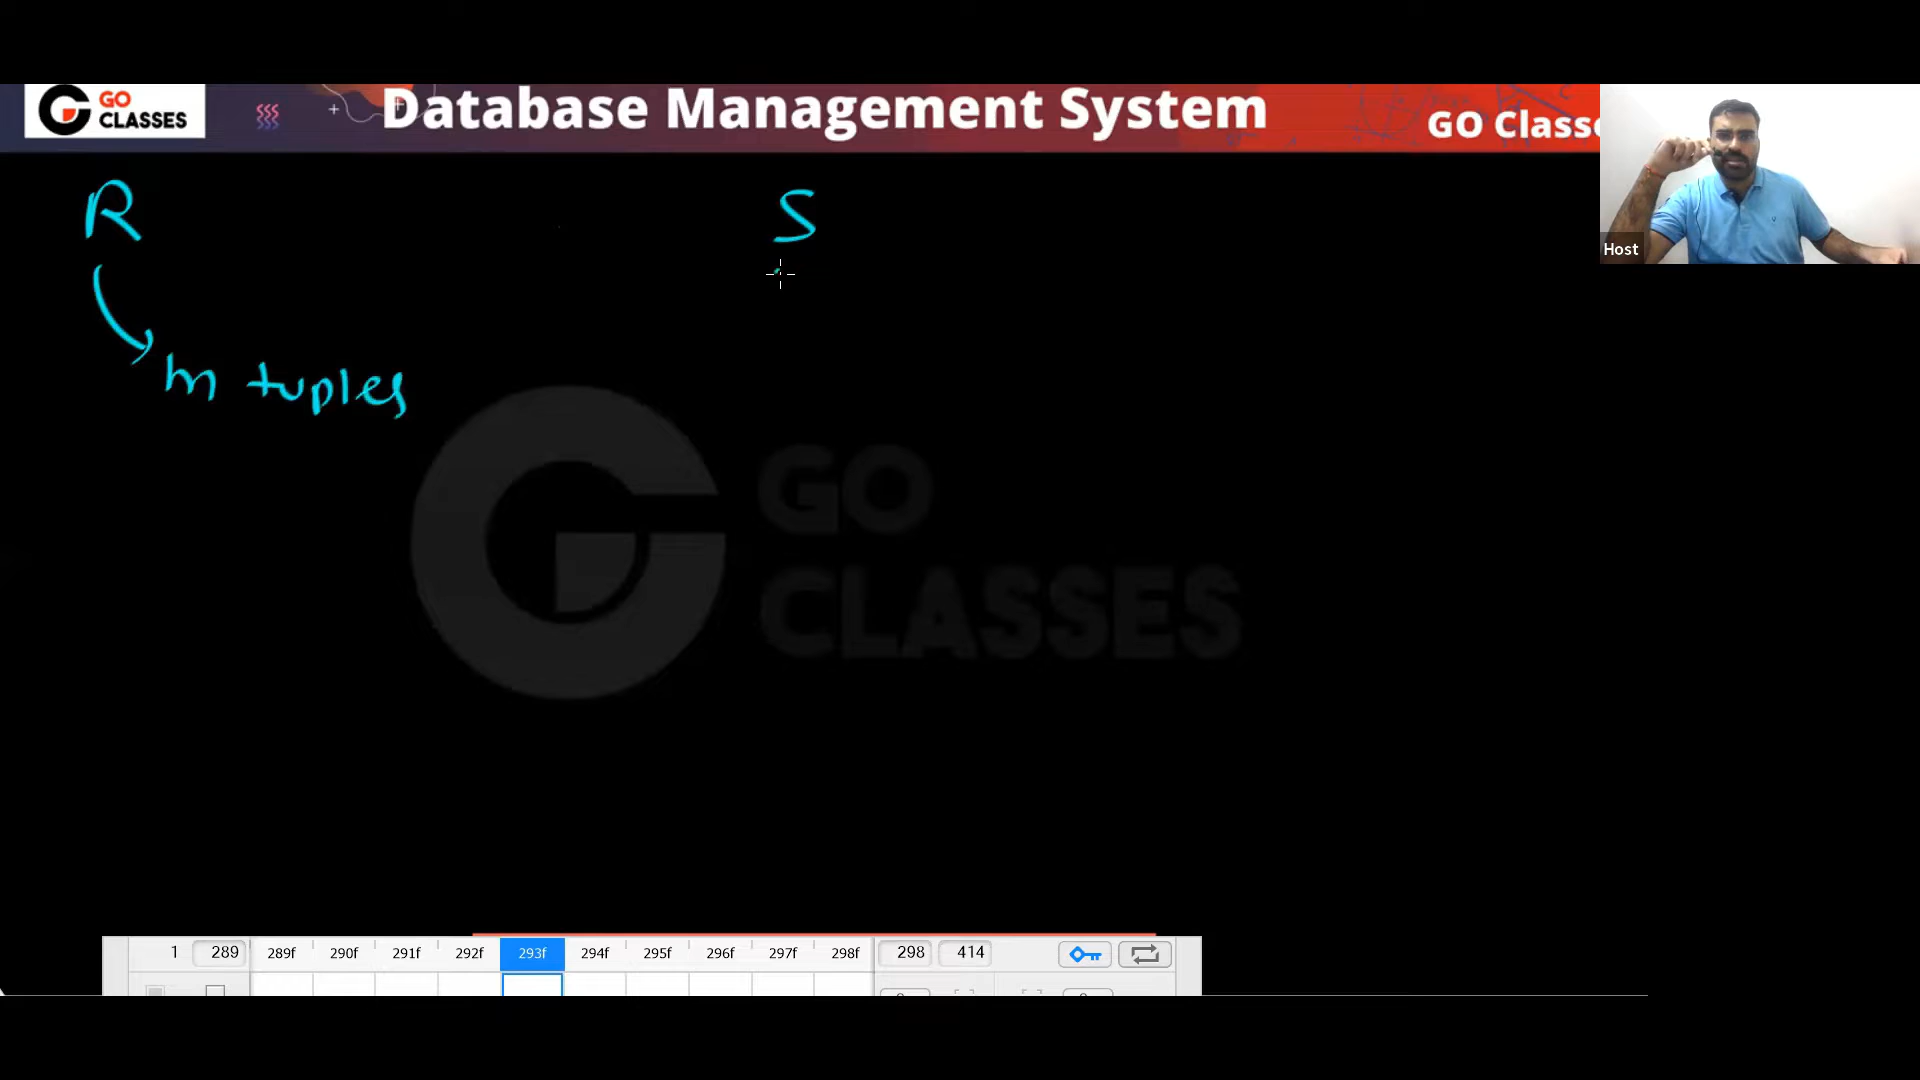 GO
CLASSES
Database Management System
GO Classe
Host
R
S
m tuples
GO
CLASSES
1 289 289f 290f 291f 292f 293f 294f 295f 296f 297f 298f 298 414